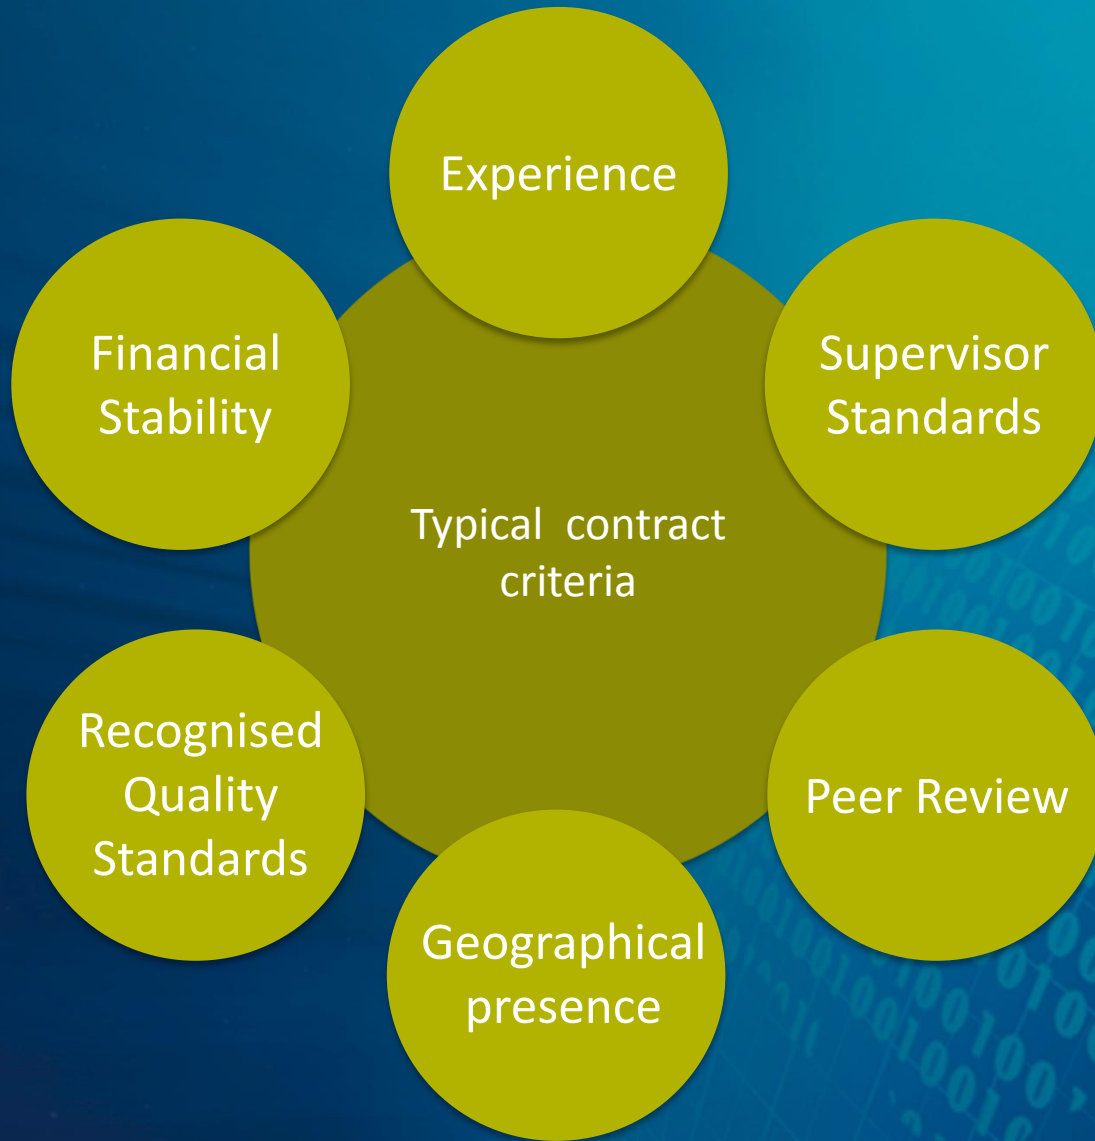 Experience
Supervisor
Standards
Peer Review
Geographical
presence
Recognised
Quality
Standards
Financial
Stability
Typical  contract
criteria